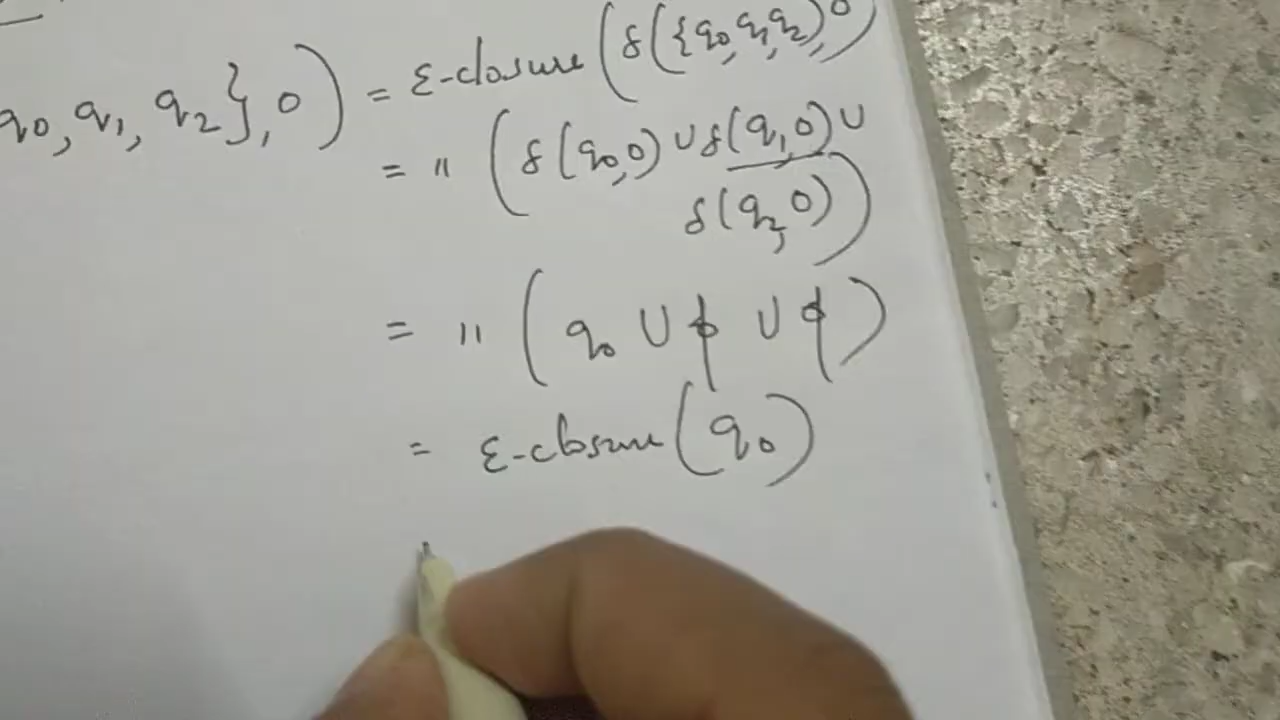 q0, q1, q2}, 0) = ε-closure(δ({q0, q1, q2}, 0)
= " (δ(q0, 0) ∪ δ(q1, 0) ∪
δ(q2, 0))
= " (q0 ∪ ϕ ∪ ϕ)
= ε-closure(q0)